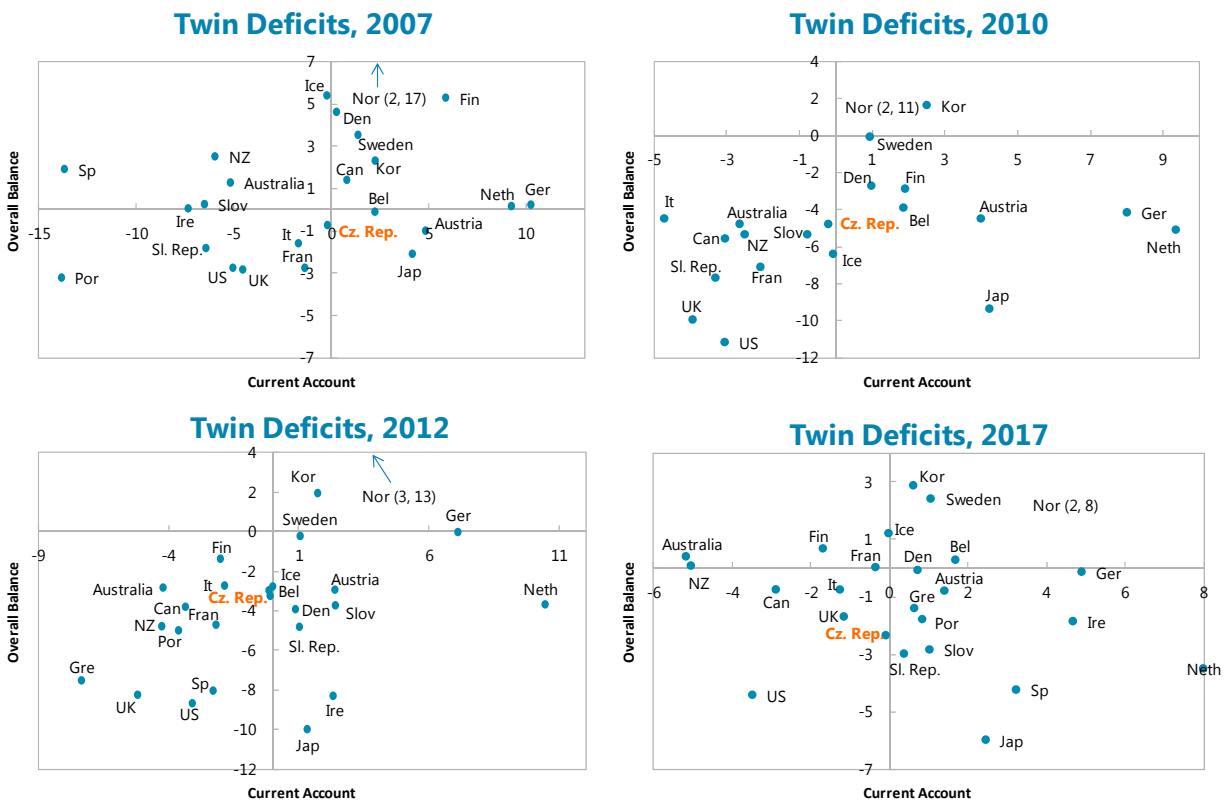 Twin Deficits, 2007
7
Ice
Nor (2, 17)
Fin
5
Den
Sweden
3
NZ
Kor
Sp
Can
Australia
1
Bel
Neth
Ger
Slov
Ire
-15
-10
-5
0
5
10
-1
Cz. Rep.
Austria
It
Sl. Rep.
Fran
Jap
US
UK
-3
Por
-5
-7
Overall Balance
Current Account
Twin Deficits, 2010
4
Nor (2, 11)
Kor
2
0
Sweden
-5
-3
-1
1
3
5
7
9
-2
Den
Fin
It
Australia
-4
Austria
Ger
Cz. Rep.
Bel
Can
NZ
Slov
Neth
-6
Ice
Sl. Rep.
Fran
-8
Jap
UK
-10
US
-12
Overall Balance
Current Account
Twin Deficits, 2012
4
Kor
Nor (3, 13)
2
Sweden
Ger
0
-9
-4
1
6
11
Fin
-2
Ice
Austria
Australia
It
Bel
Neth
Cz. Rep.
Can
-4
Den
Slov
Fran
NZ
Por
Sl. Rep.
-6
Gre
Sp
-8
UK
US
Ire
-10
Jap
-12
Overall Balance
Current Account
Twin Deficits, 2017
Kor
3
Sweden
Nor (2, 8)
Ice
1
Fin
Australia
Fran
Bel
Den
NZ
Ger
Austria
It
-6
-4
-2
0
2
4
6
8
-1
Can
Gre
UK
Por
Ire
Cz. Rep.
Slov
-3
Sl. Rep.
Neth
US
Sp
-5
Jap
-7
Overall Balance
Current Account